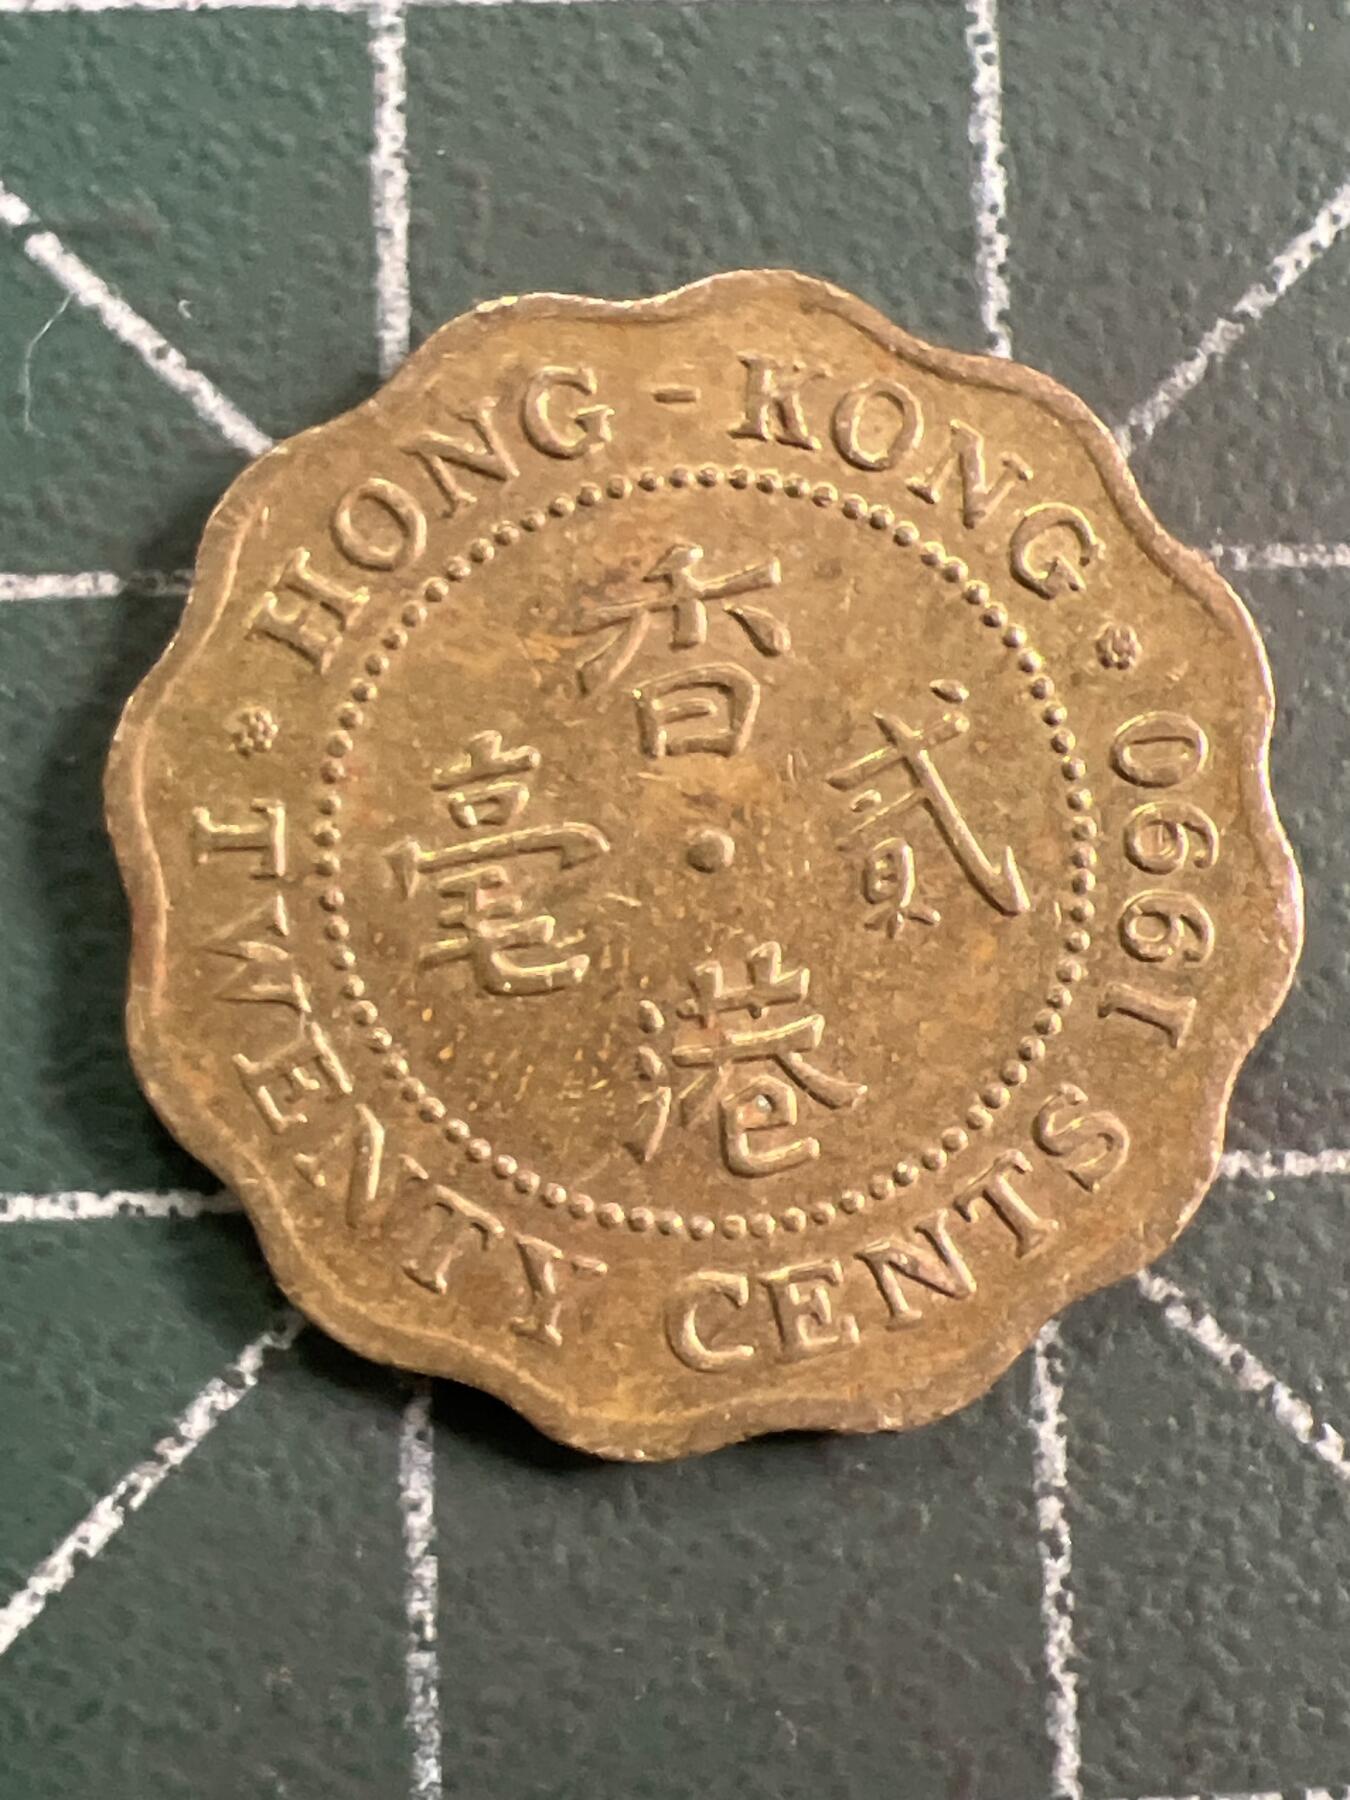 HONG-KONG
1990
TWENTY CENTS
香港
貳毫